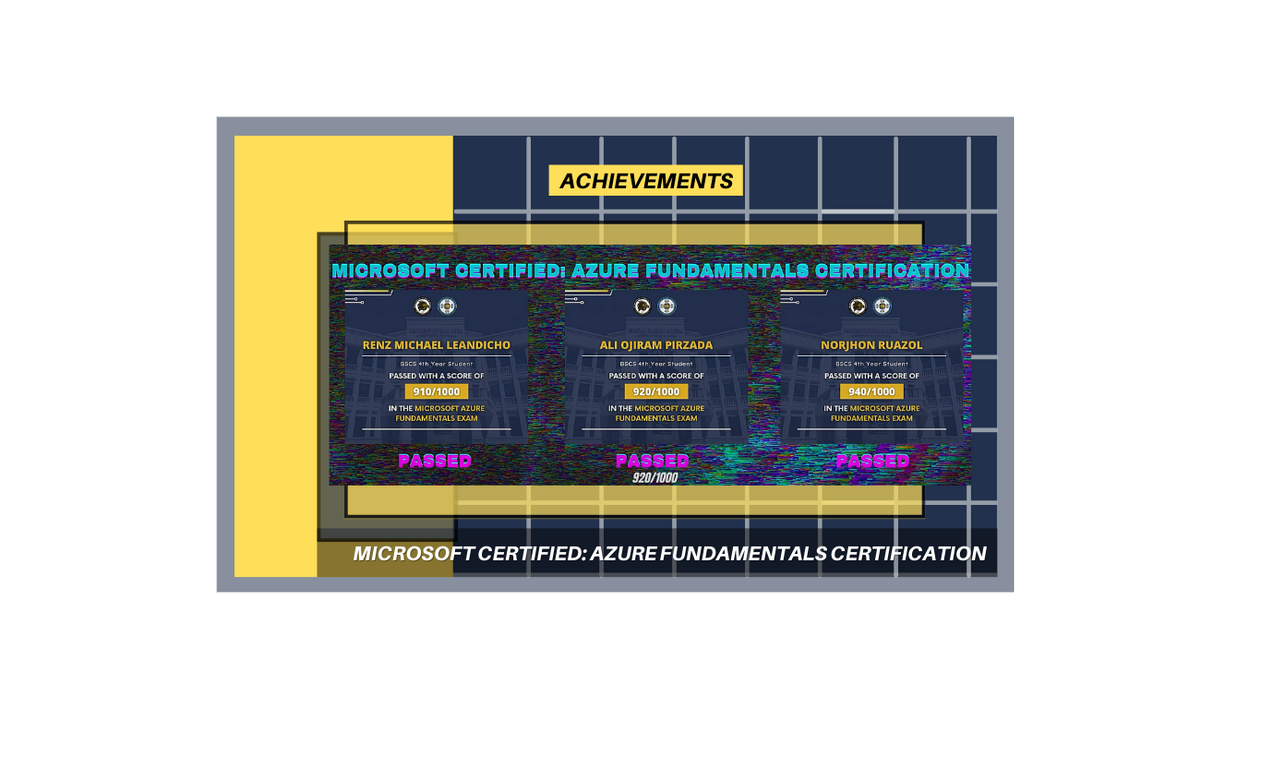 ACHIEVEMENTS
MICROSOFT CERTIFIED: AZURE FUNDAMENTALS CERTIFICATION
RENZ MICHAEL LEANDICHO
BSCS 4th Year Student
PASSED WITH A SCORE OF
910/1000
IN THE MICROSOFT AZURE
FUNDAMENTALS EXAM
PASSED
ALI OJIRAM PIRZADA
BSCS 4th Year Student
PASSED WITH A SCORE OF
920/1000
IN THE MICROSOFT AZURE
FUNDAMENTALS EXAM
PASSED
920/1000
NORJHON RUAZOL
BSCS 4th Year Student
PASSED WITH A SCORE OF
940/1000
IN THE MICROSOFT AZURE
FUNDAMENTALS EXAM
PASSED
MICROSOFT CERTIFIED: AZURE FUNDAMENTALS CERTIFICATION